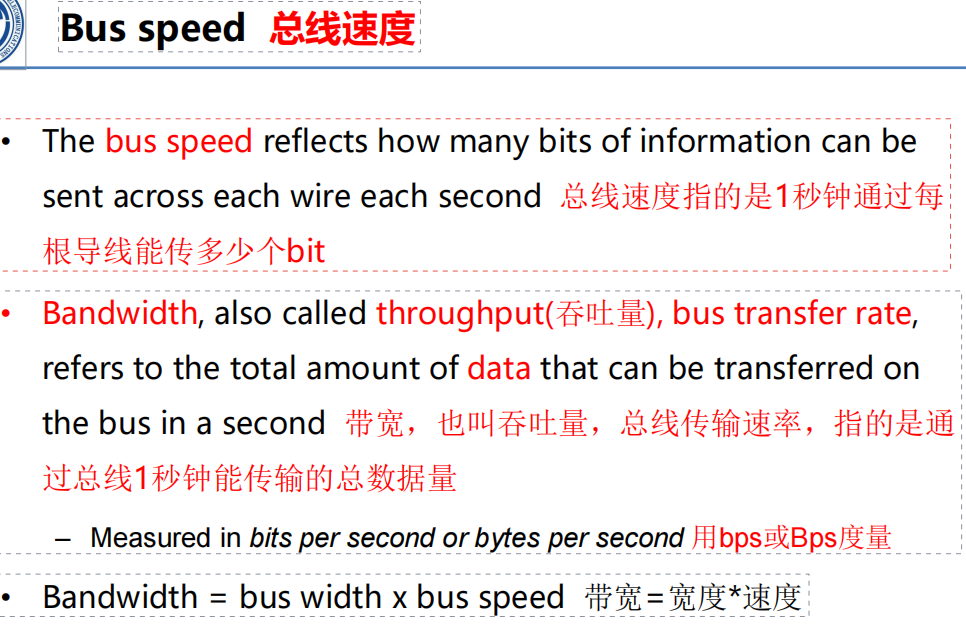 Bus speed 总线速度
• The bus speed reflects how many bits of information can be
sent across each wire each second 总线速度指的是1秒钟通过每
根导线能传多少个bit
• Bandwidth, also called throughput(吞吐量), bus transfer rate,
refers to the total amount of data that can be transferred on
the bus in a second 带宽，也叫吞吐量，总线传输速率，指的是通
过总线1秒钟能传输的总数据量
– Measured in bits per second or bytes per second 用bps或Bps度量
• Bandwidth = bus width x bus speed 带宽=宽度*速度